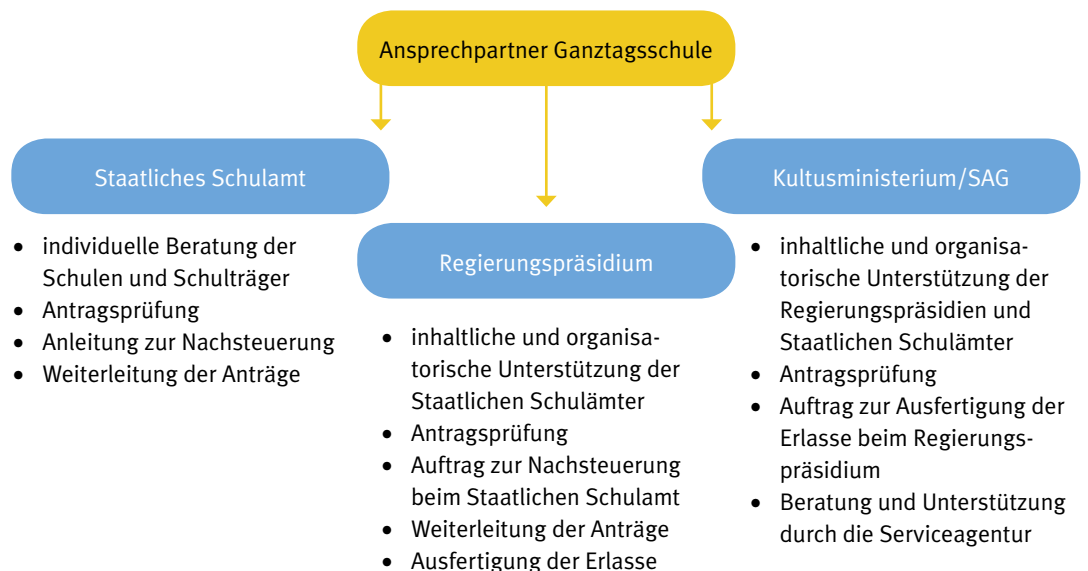 Ansprechpartner Ganztagsschule
Staatliches Schulamt
• individuelle Beratung der
Schulen und Schulträger
• Antragsprüfung
• Anleitung zur Nachsteuerung
• Weiterleitung der Anträge
Regierungspräsidium
• inhaltliche und organisa-
torische Unterstützung der
Staatlichen Schulämter
• Antragsprüfung
• Auftrag zur Nachsteuerung
beim Staatlichen Schulamt
• Weiterleitung der Anträge
• Ausfertigung der Erlasse
Kultusministerium/SAG
• inhaltliche und organisa-
torische Unterstützung der
Regierungspräsidien und
Staatlichen Schulämter
• Antragsprüfung
• Auftrag zur Ausfertigung der
Erlasse beim Regierungs-
präsidium
• Beratung und Unterstützung
durch die Serviceagentur